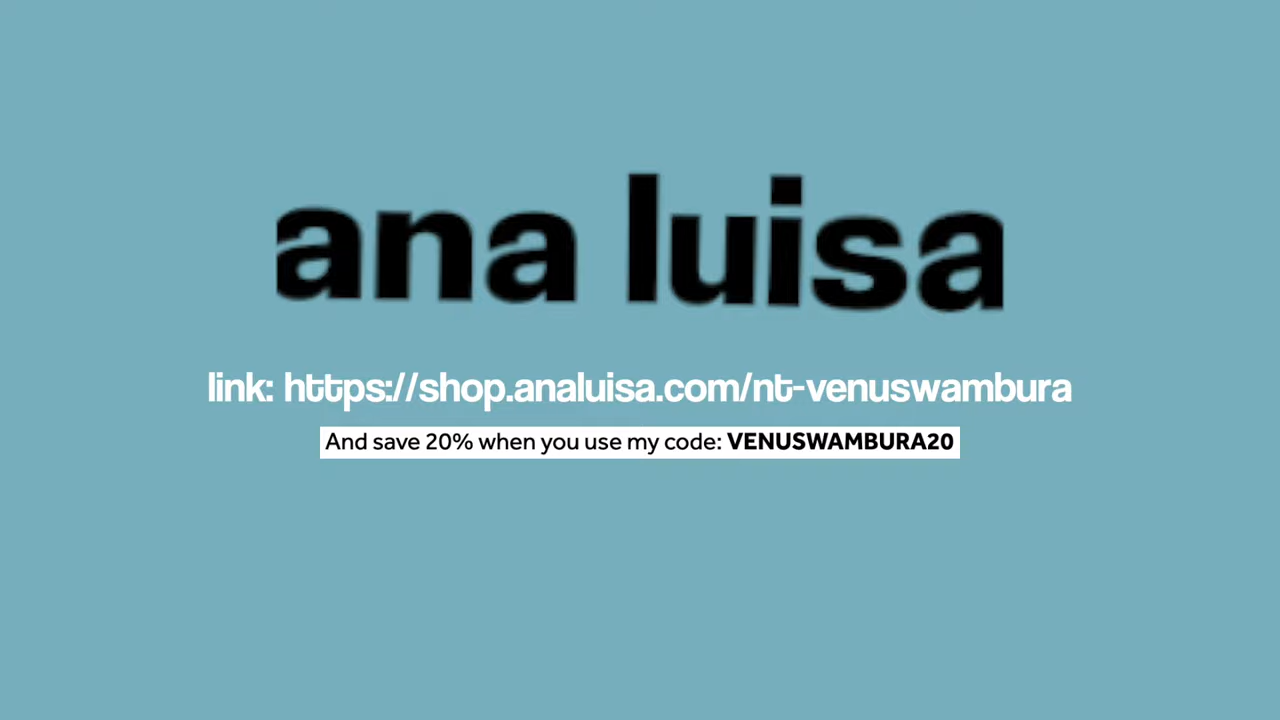 ana luisa
link: https://shop.analuisa.com/nt-venuswambura
And save 20% when you use my code: VENUSWAMBURA20